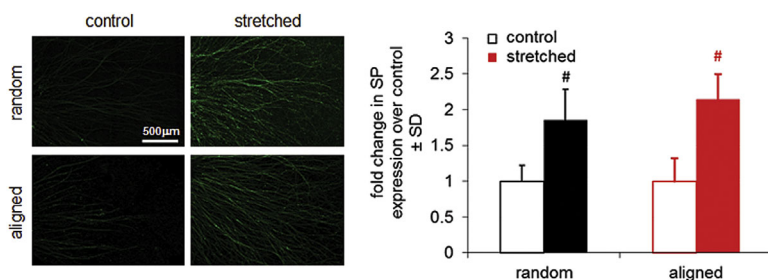 control stretched
random
aligned
500µm
fold change in SP
expression over control
± SD
3
2.5
2
1.5
1
0.5
0
control
stretched
#
#
random aligned